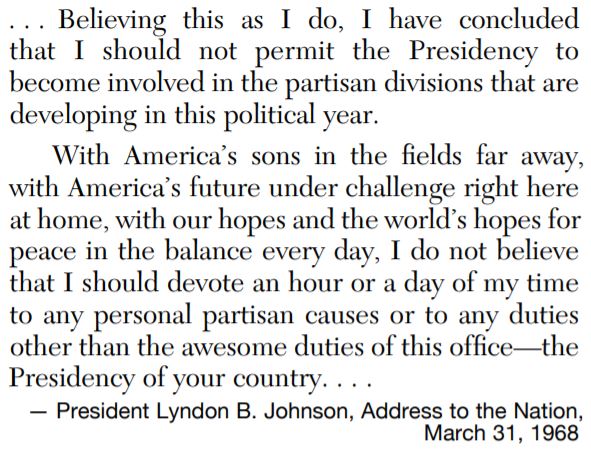 . . . Believing this as I do, I have concluded
that I should not permit the Presidency to
become involved in the partisan divisions that are
developing in this political year.
With America’s sons in the fields far away,
with America’s future under challenge right here
at home, with our hopes and the world’s hopes for
peace in the balance every day, I do not believe
that I should devote an hour or a day of my time
to any personal partisan causes or to any duties
other than the awesome duties of this office—the
Presidency of your country. . . .
— President Lyndon B. Johnson, Address to the Nation,
March 31, 1968